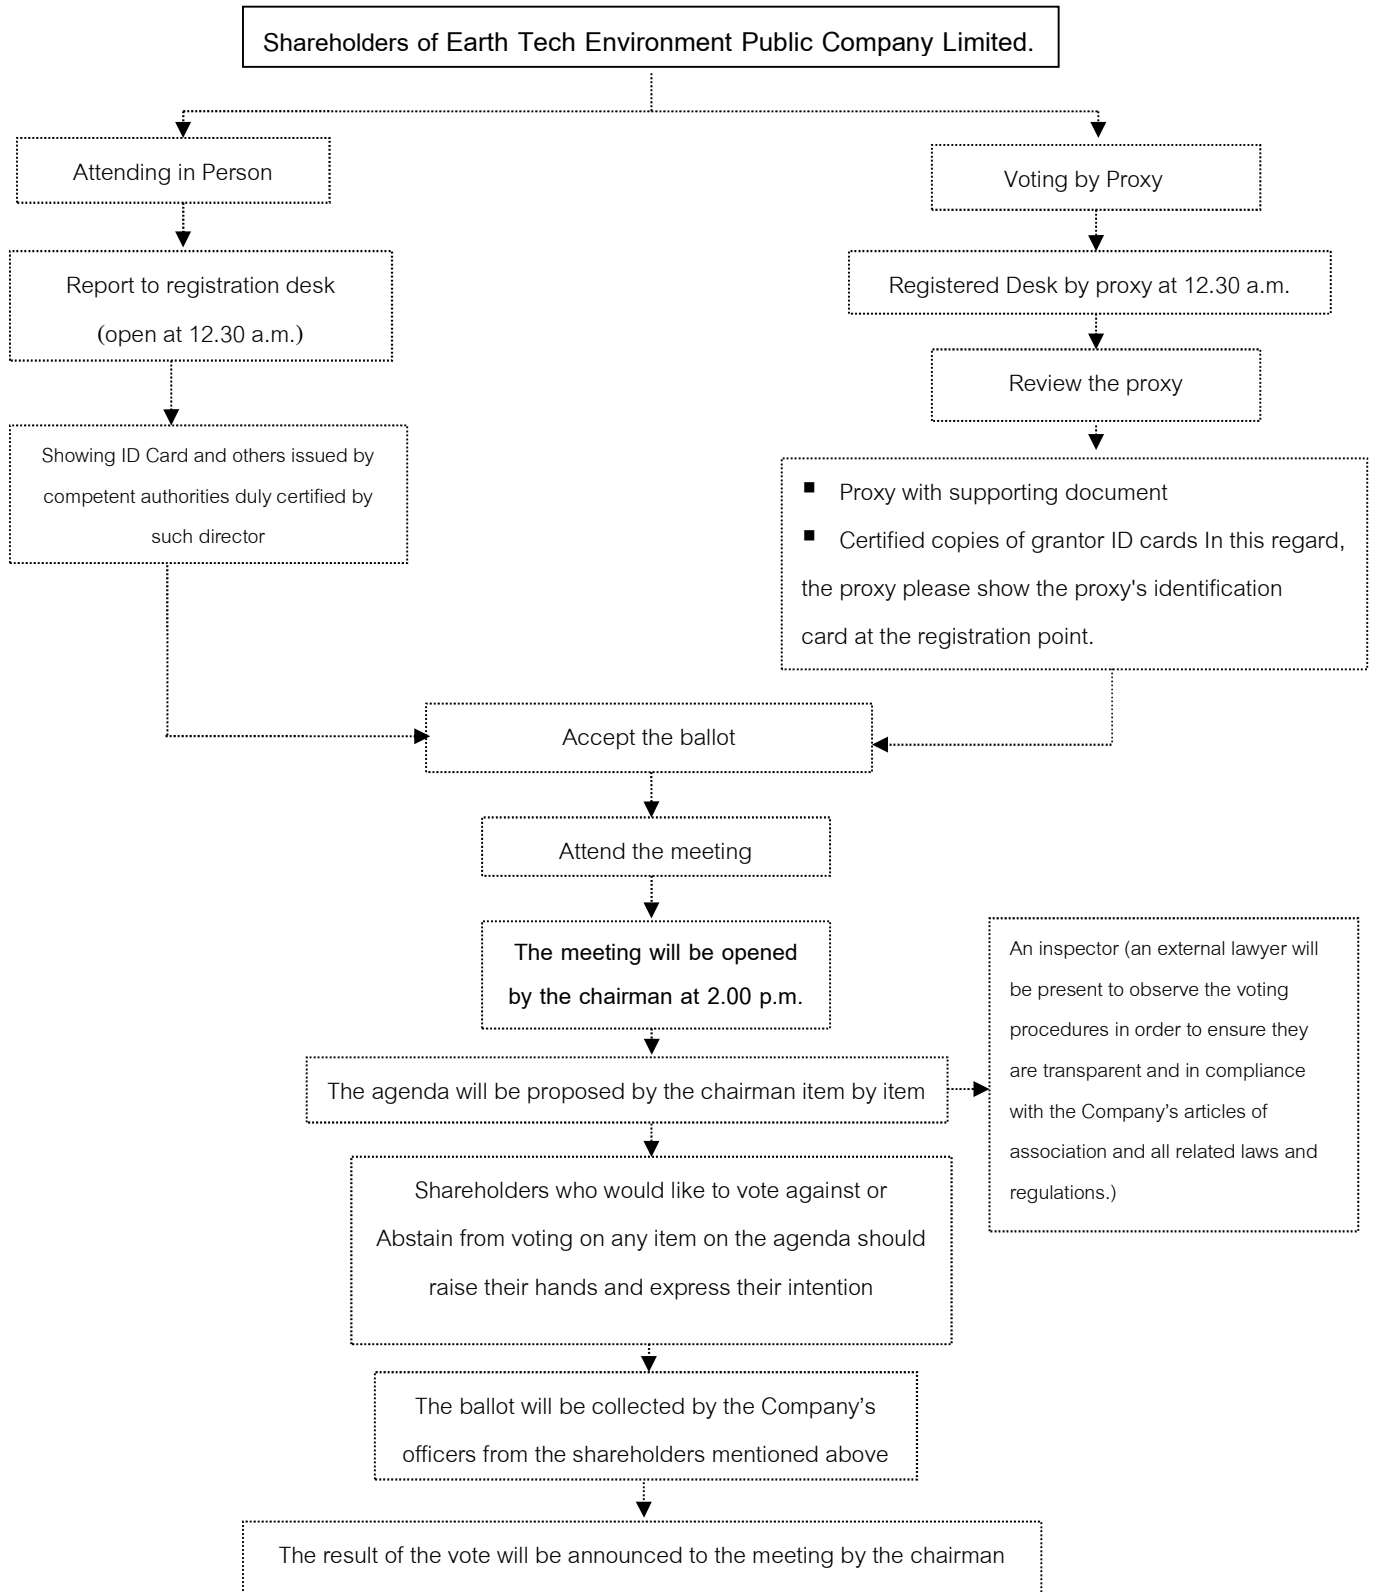 Shareholders of Earth Tech Environment Public Company Limited.
Attending in Person
Voting by Proxy
Report to registration desk
(open at 12.30 a.m.)
Registered Desk by proxy at 12.30 a.m.
Review the proxy
Showing ID Card and others issued by
competent authorities duly certified by
such director
■ Proxy with supporting document
■ Certified copies of grantor ID cards In this regard,
the proxy please show the proxy's identification
card at the registration point.
Accept the ballot
Attend the meeting
The meeting will be opened
by the chairman at 2.00 p.m.
An inspector (an external lawyer will
be present to observe the voting
procedures in order to ensure they
are transparent and in compliance
with the Company’s articles of
association and all related laws and
regulations.)
The agenda will be proposed by the chairman item by item
Shareholders who would like to vote against or
Abstain from voting on any item on the agenda should
raise their hands and express their intention
The ballot will be collected by the Company’s
officers from the shareholders mentioned above
The result of the vote will be announced to the meeting by the chairman